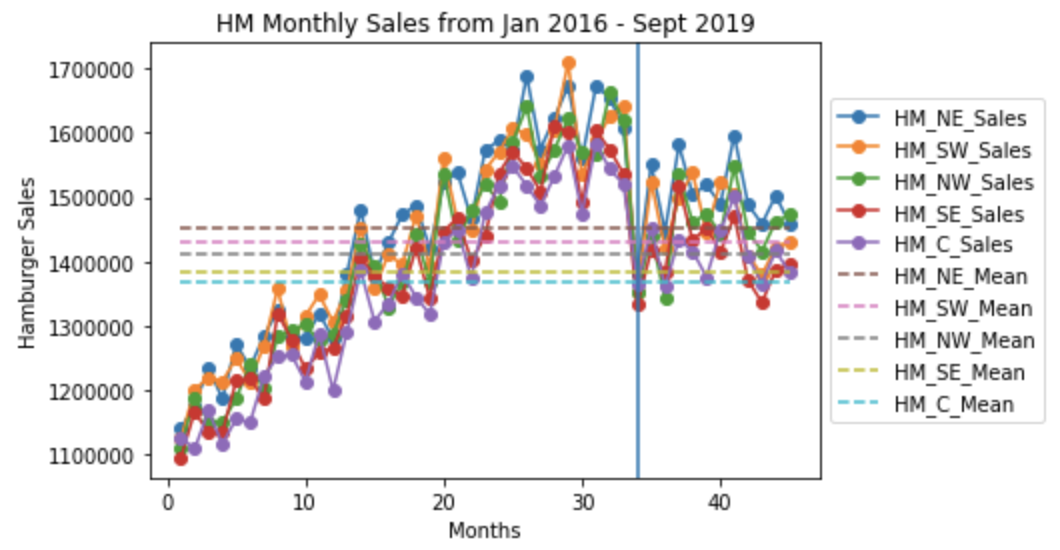 HM Monthly Sales from Jan 2016 - Sept 2019
Hamburger Sales
1700000
1600000
1500000
1400000
1300000
1200000
1100000
0
10
20
30
40
Months
HM_NE_Sales
HM_SW_Sales
HM_NW_Sales
HM_SE_Sales
HM_C_Sales
HM_NE_Mean
HM_SW_Mean
HM_NW_Mean
HM_SE_Mean
HM_C_Mean